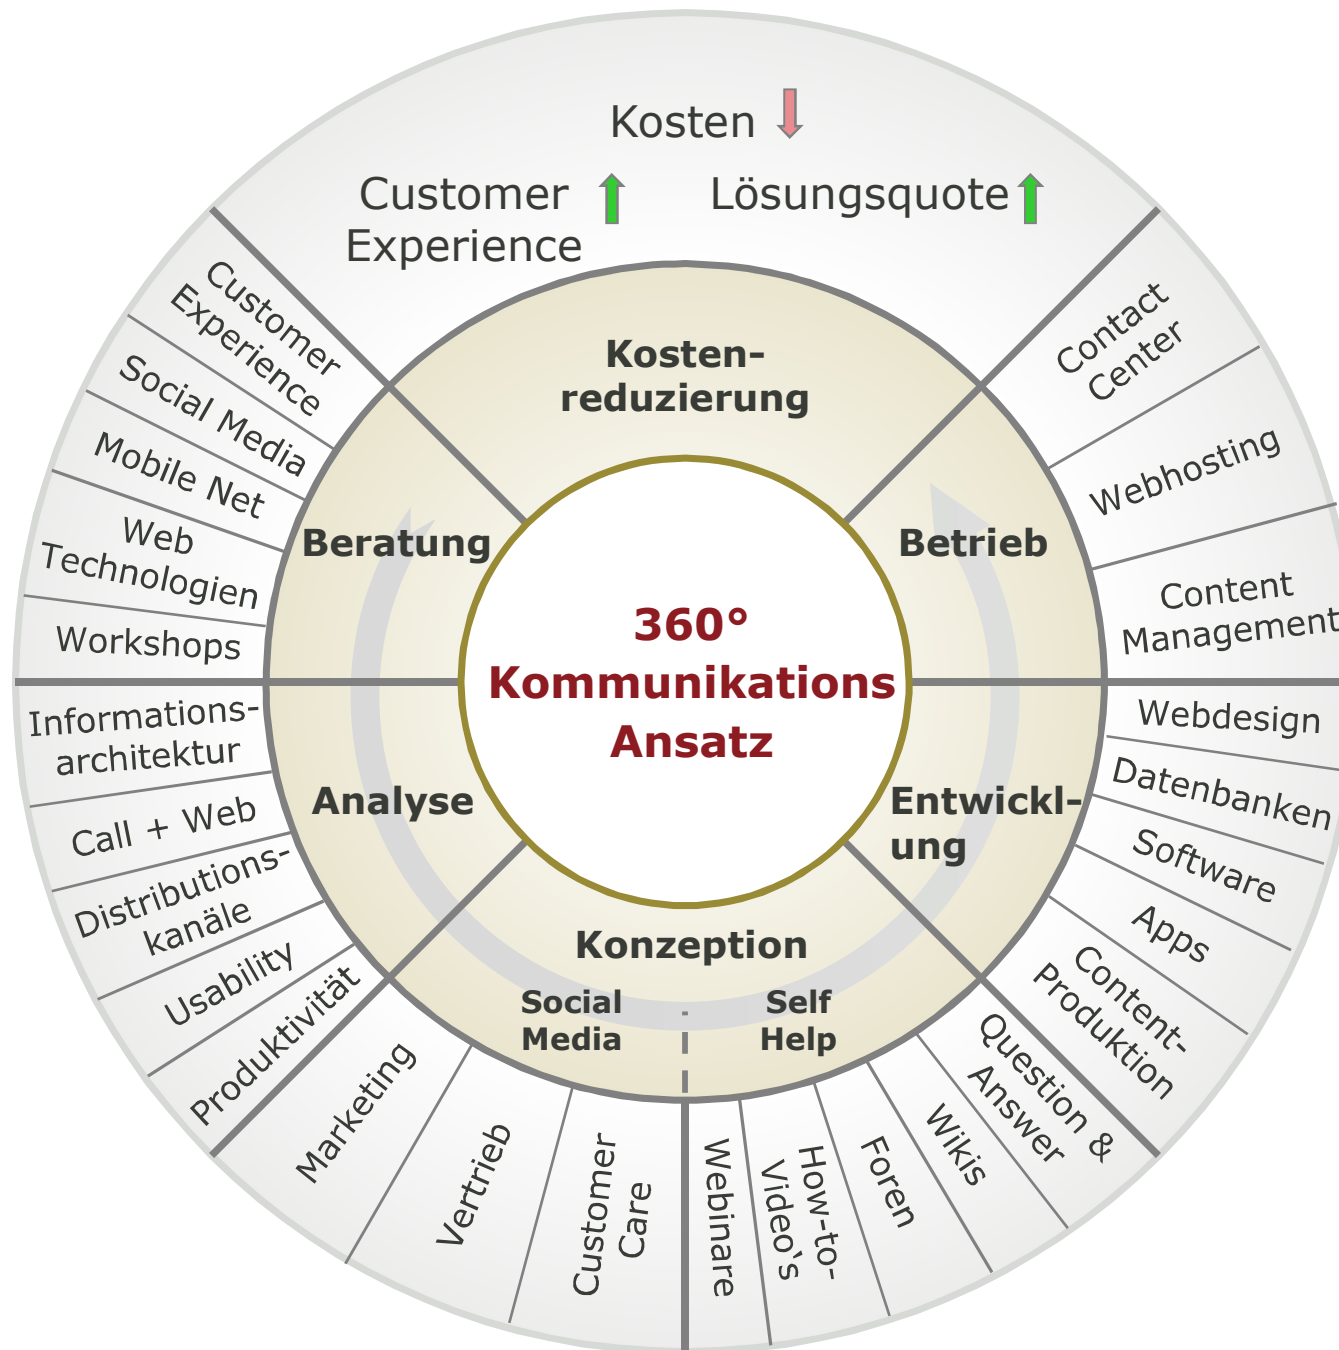 Kosten
Customer
Experience
Lösungsquote
Kosten-
reduzierung
Customer
Experience
Social Media
Mobile Net
Web
Technologien
Workshops
Beratung
Informations-
architektur
Call + Web
Distributions-
kanäle
Usability
Produktivität
Analyse
360°
Kommunikations
Ansatz
Konzeption
Social
Media
Self
Help
Marketing
Vertrieb
Customer
Care
Webinare
How-to-
Video's
Foren
Wikis
Question &
Answer
Entwickl-
ung
Content-
Produktion
Apps
Software
Datenbanken
Webdesign
Betrieb
Content
Management
Webhosting
Contact
Center